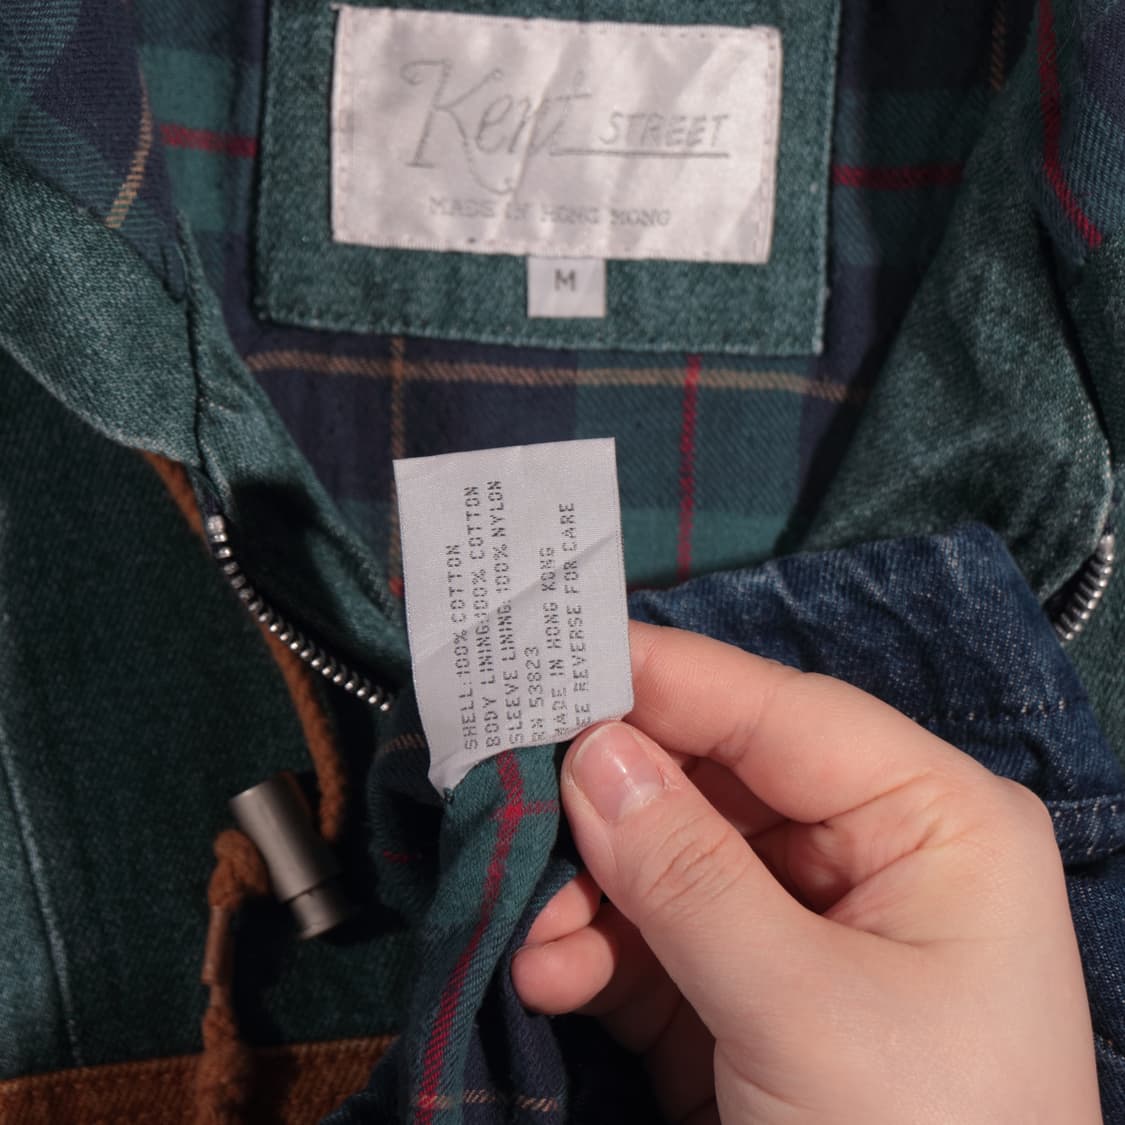 Kent STREET
MADE IN HONG KONG
M
SHELL:100% COTTON
BODY LINING:100% COTTON
SLEEVE LINING:100% NYLON
RN 53823
MADE IN HONG KONG
SEE REVERSE FOR CARE